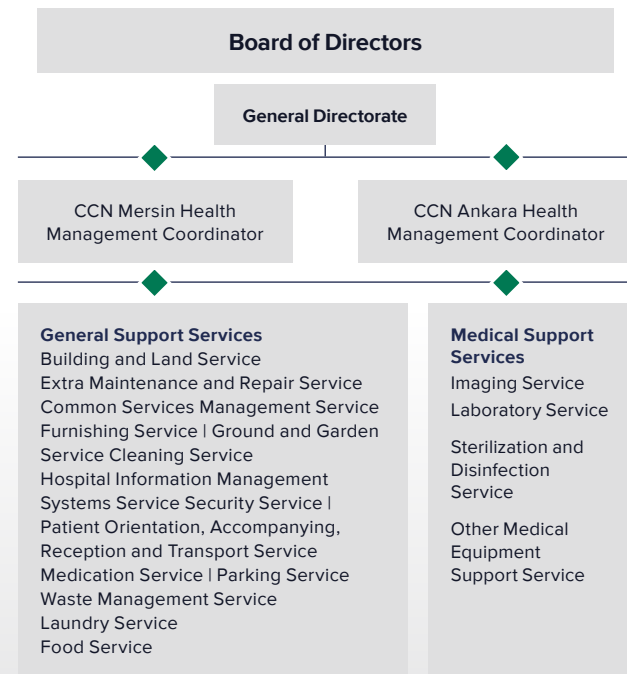 Board of Directors
General Directorate
CCN Mersin Health
Management Coordinator
CCN Ankara Health
Management Coordinator
General Support Services
Building and Land Service
Extra Maintenance and Repair Service
Common Services Management Service
Furnishing Service | Ground and Garden
Service Cleaning Service
Hospital Information Management
Systems Service Security Service |
Patient Orientation, Accompanying,
Reception and Transport Service
Medication Service | Parking Service
Waste Management Service
Laundry Service
Food Service
Medical Support
Services
Imaging Service
Laboratory Service
Sterilization and
Disinfection
Service
Other Medical
Equipment
Support Service